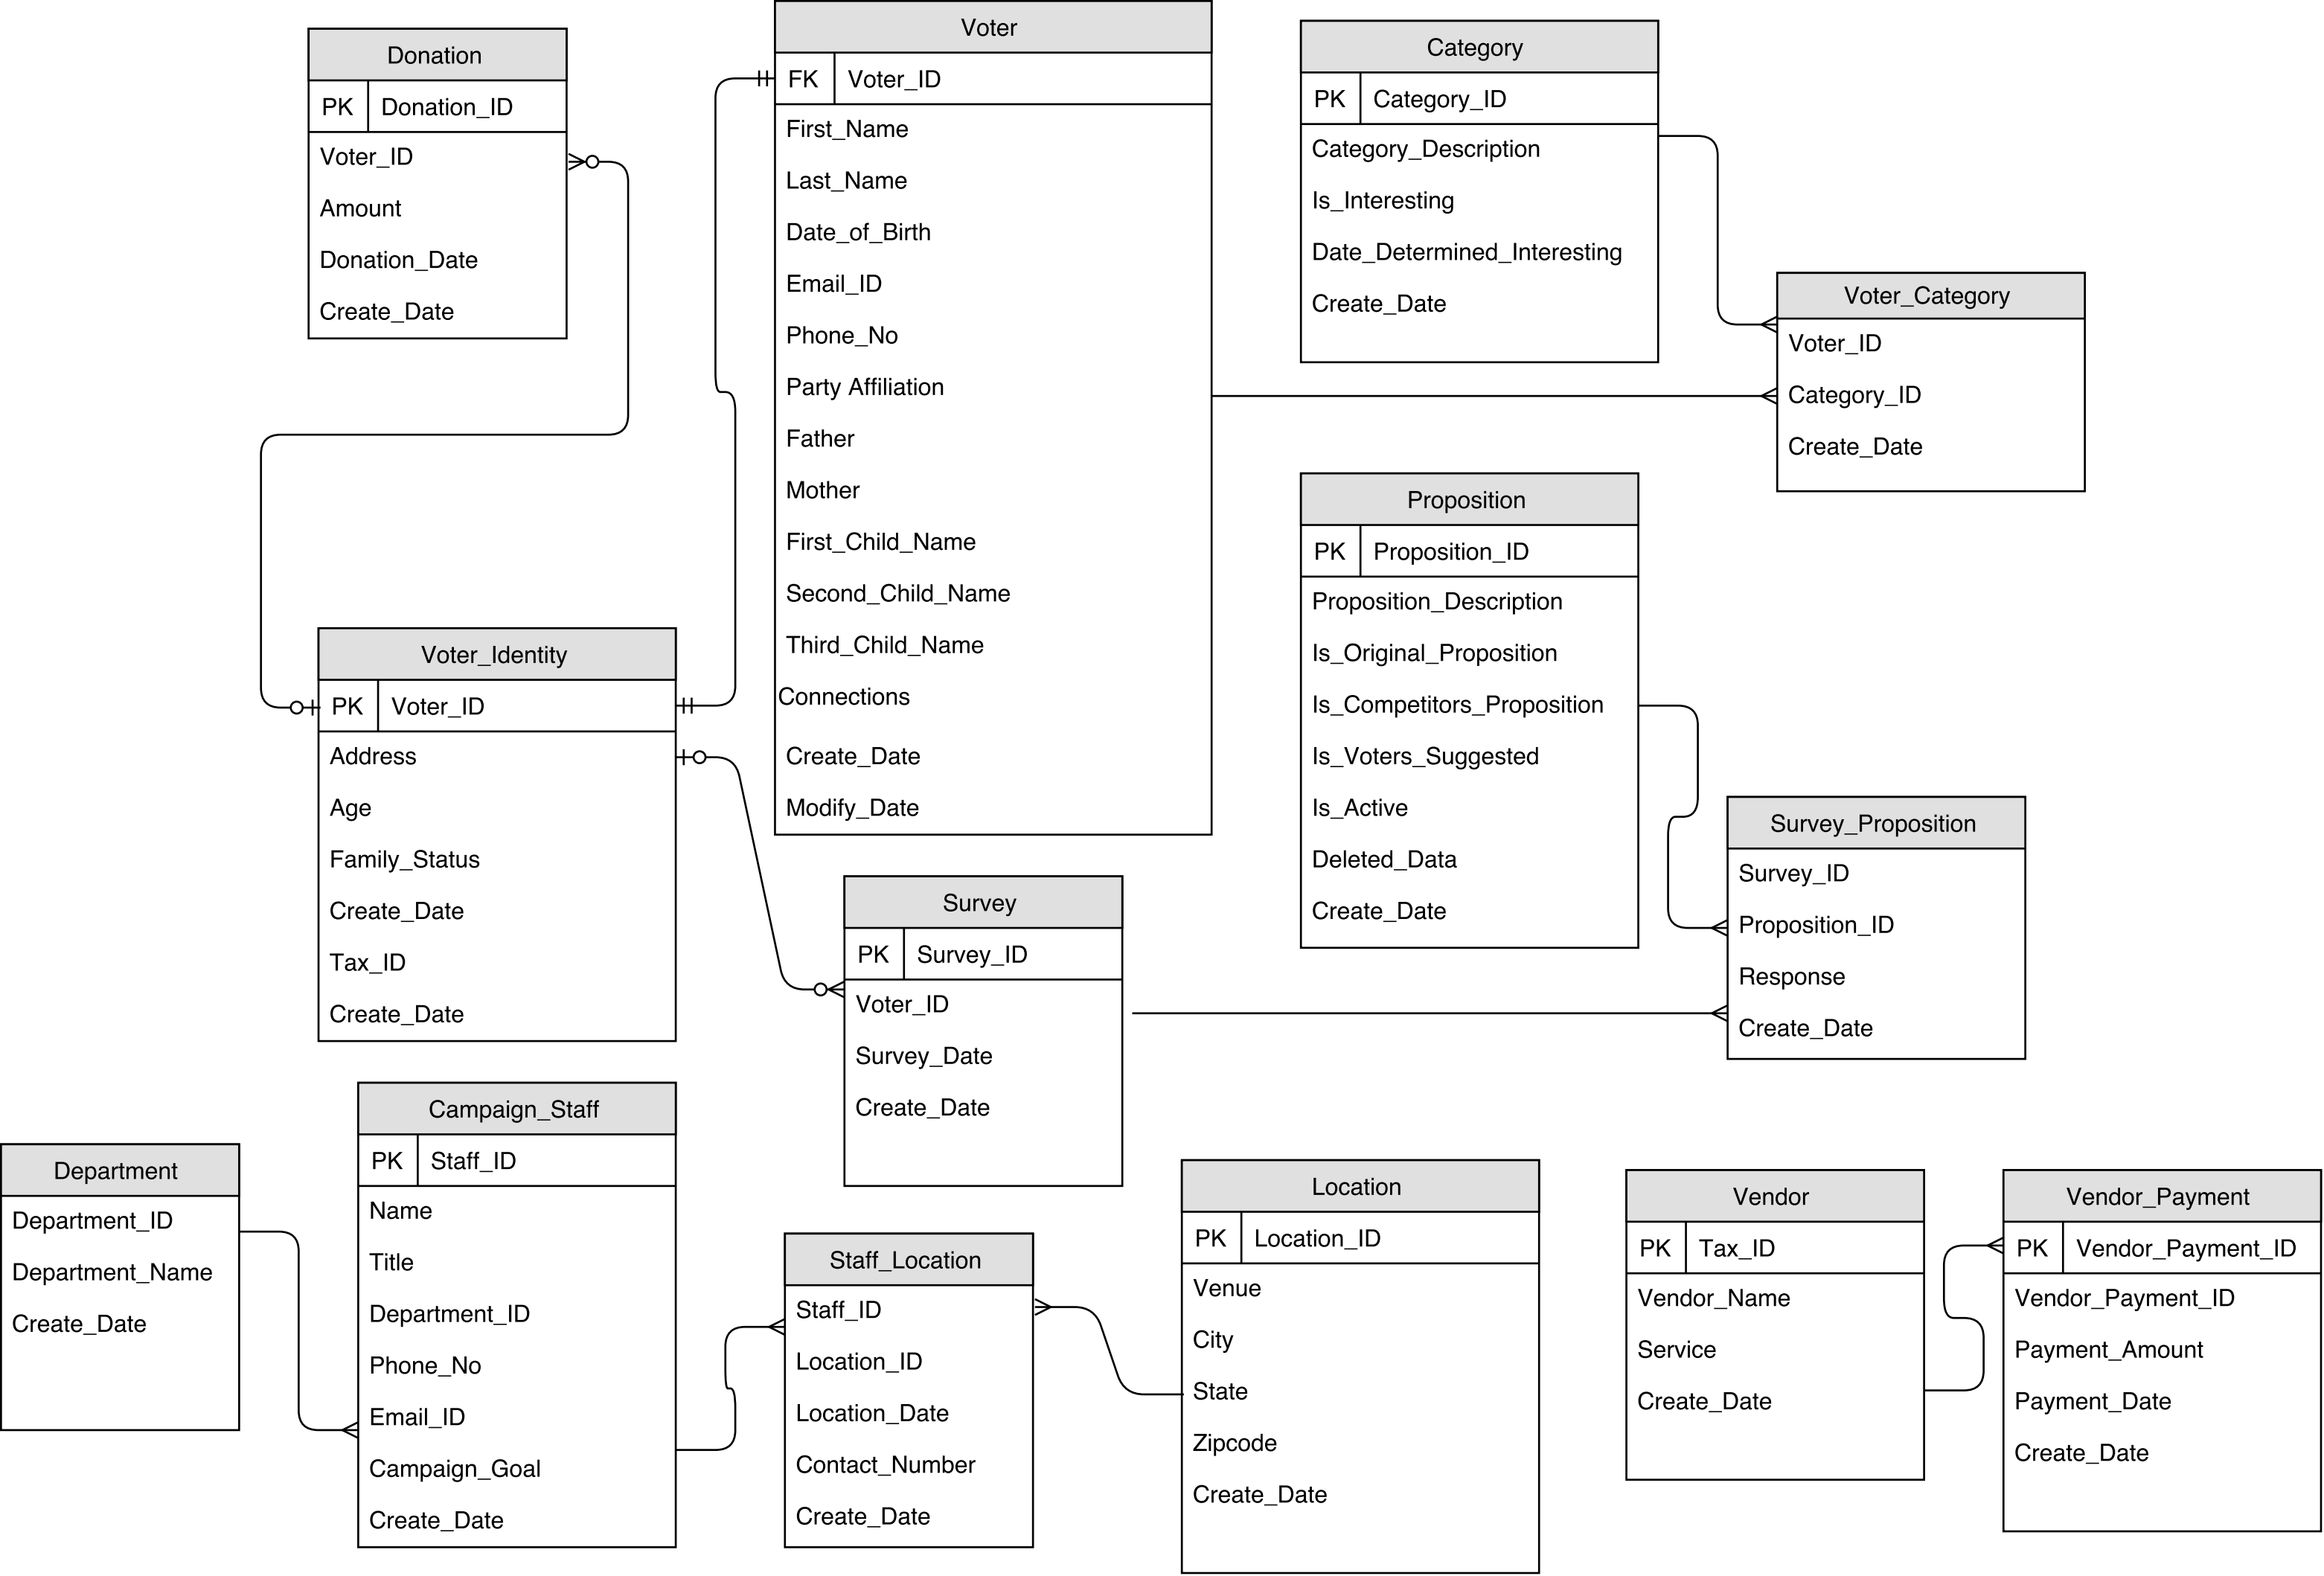 Donation
PK Donation_ID
Voter_ID
Amount
Donation_Date
Create_Date
Voter
FK Voter_ID
First_Name
Last_Name
Date_of_Birth
Email_ID
Phone_No
Party Affiliation
Father
Mother
First_Child_Name
Second_Child_Name
Third_Child_Name
Connections
Create_Date
Modify_Date
Category
PK Category_ID
Category_Description
Is_Interesting
Date_Determined_Interesting
Create_Date
Voter_Category
Voter_ID
Category_ID
Create_Date
Proposition
PK Proposition_ID
Proposition_Description
Is_Original_Proposition
Is_Competitors_Proposition
Is_Voters_Suggested
Is_Active
Deleted_Data
Create_Date
Voter_Identity
PK Voter_ID
Address
Age
Family_Status
Create_Date
Tax_ID
Create_Date
Survey
PK Survey_ID
Voter_ID
Survey_Date
Create_Date
Survey_Proposition
Survey_ID
Proposition_ID
Response
Create_Date
Department
Department_ID
Department_Name
Create_Date
Campaign_Staff
PK Staff_ID
Name
Title
Department_ID
Phone_No
Email_ID
Campaign_Goal
Create_Date
Staff_Location
Staff_ID
Location_ID
Location_Date
Contact_Number
Create_Date
Location
PK Location_ID
Venue
City
State
Zipcode
Create_Date
Vendor
PK Tax_ID
Vendor_Name
Service
Create_Date
Vendor_Payment
PK Vendor_Payment_ID
Vendor_Payment_ID
Payment_Amount
Payment_Date
Create_Date